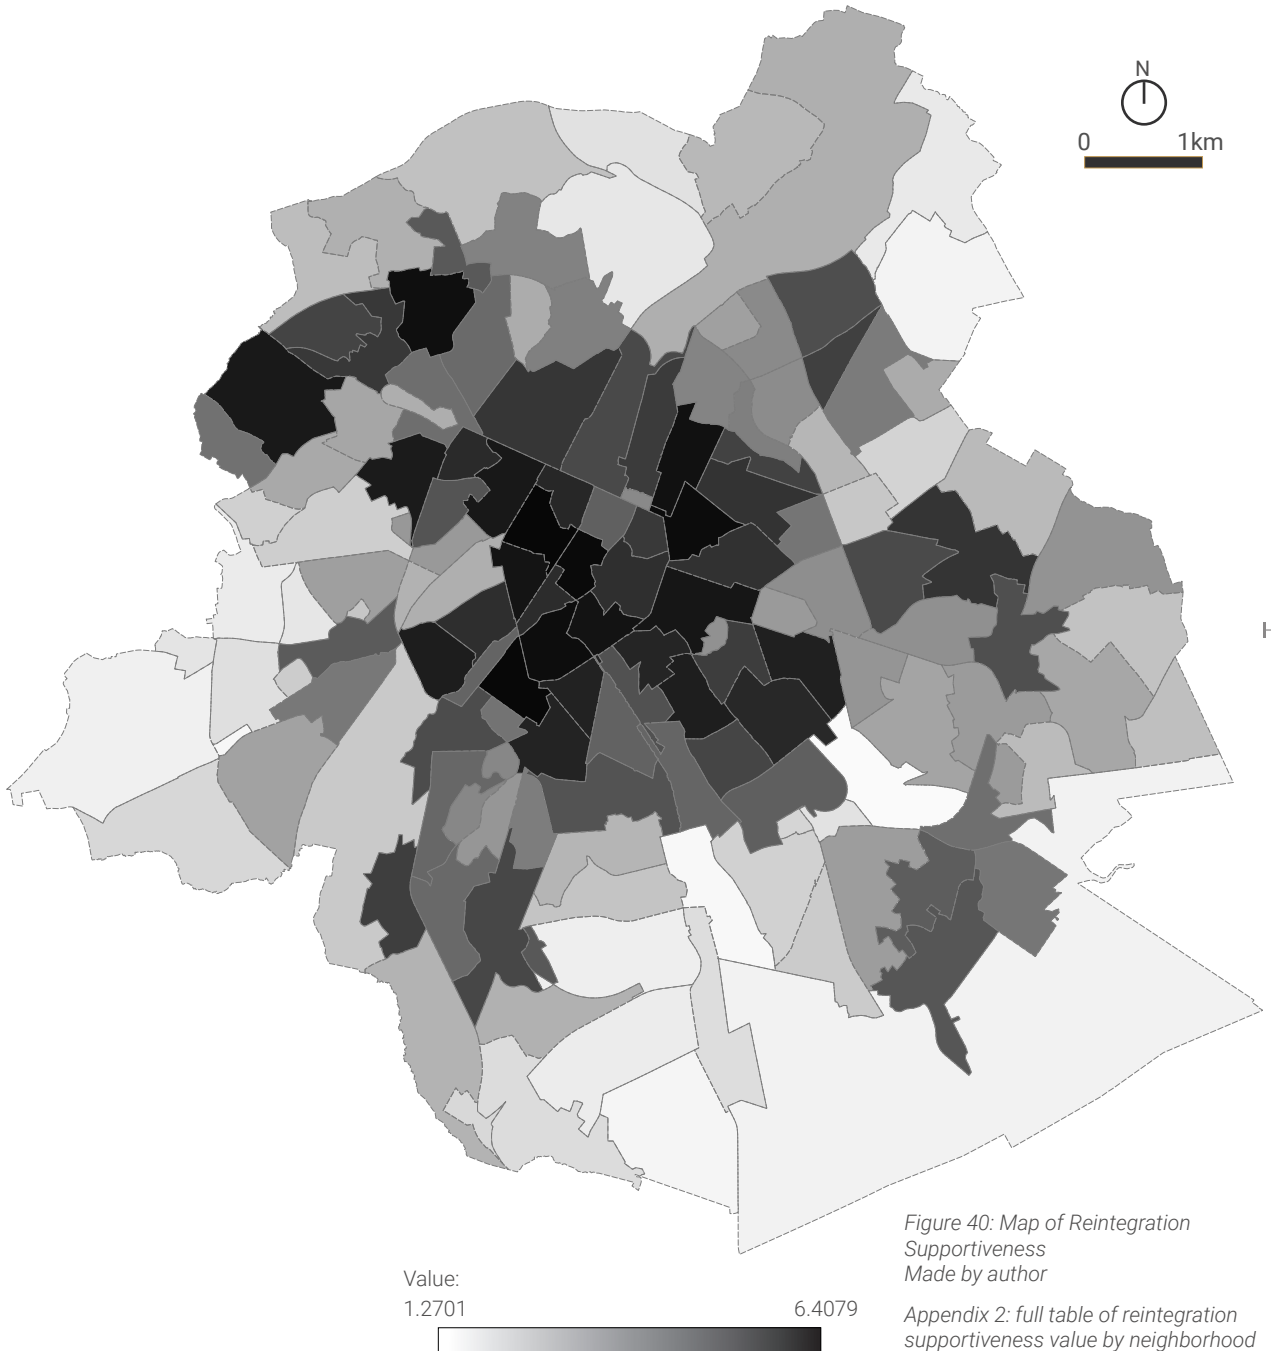 N
0 1km
Figure 40: Map of Reintegration
Supportiveness
Made by author
Value:
1.2701 6.4079
Appendix 2: full table of reintegration
supportiveness value by neighborhood